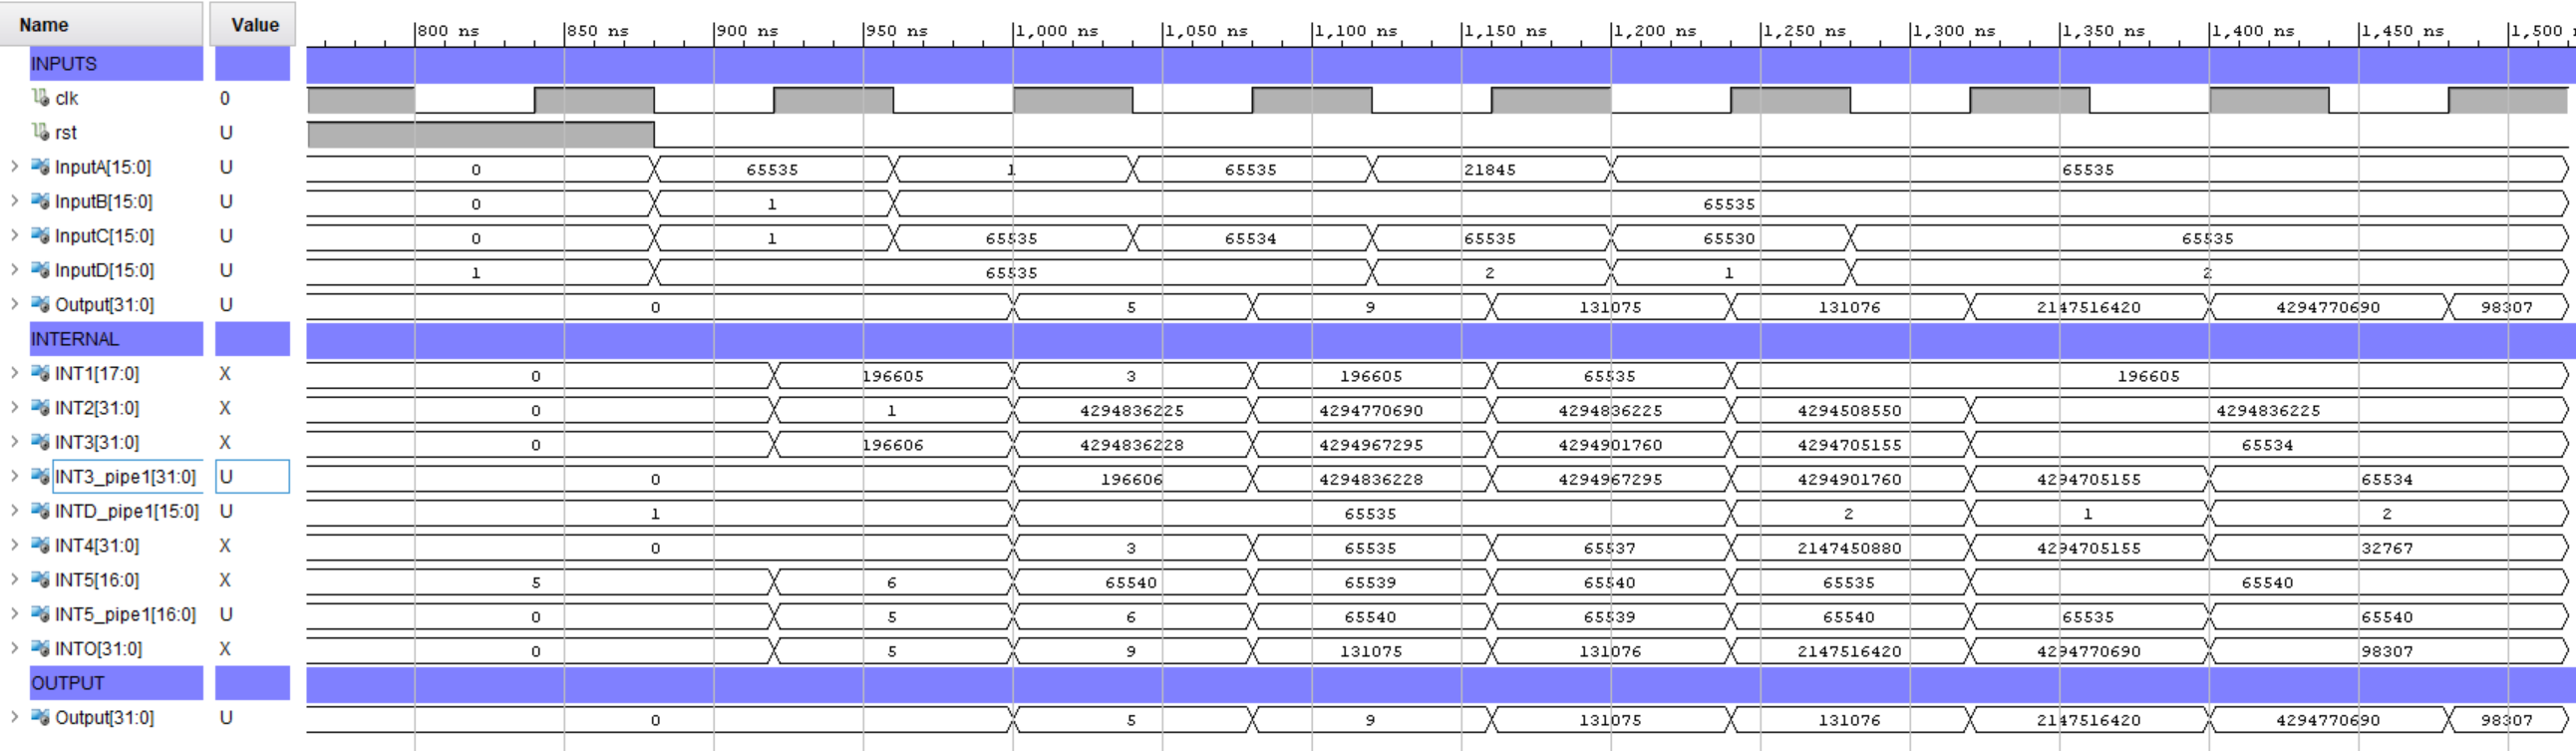 Name Value 800 ns 850 ns 900 ns 950 ns 1,000 ns 1,050 ns 1,100 ns 1,150 ns 1,200 ns 1,250 ns 1,300 ns 1,350 ns 1,400 ns 1,450 ns 1,500
INPUTS
clk 0
rst U
InputA[15:0] U 0 65535 1 65535 21845 65535
InputB[15:0] U 0 1 65535
InputC[15:0] U 0 1 65535 65534 65535 65530 65535
InputD[15:0] U 1 65535 2 1 2
Output[31:0] U 0 5 9 131075 131076 2147516420 4294770690 98307
INTERNAL
INT1[17:0] X 0 196605 3 196605 65535 196605
INT2[31:0] X 0 1 4294836225 4294770690 4294836225 4294508550 4294836225
INT3[31:0] X 0 196606 4294836228 4294967295 4294901760 4294705155 65534
INT3_pipe1[31:0] U 0 196606 4294836228 4294967295 4294901760 4294705155 65534
INTD_pipe1[15:0] U 1 65535 2 1 2
INT4[31:0] X 0 3 65535 65537 2147450880 4294705155 32767
INT5[16:0] X 5 6 65540 65539 65540 65535 65540
INT5_pipe1[16:0] U 0 5 6 65540 65539 65540 65535 65540
INTO[31:0] X 0 5 9 131075 131076 2147516420 4294770690 98307
OUTPUT
Output[31:0] U 0 5 9 131075 131076 2147516420 4294770690 98307